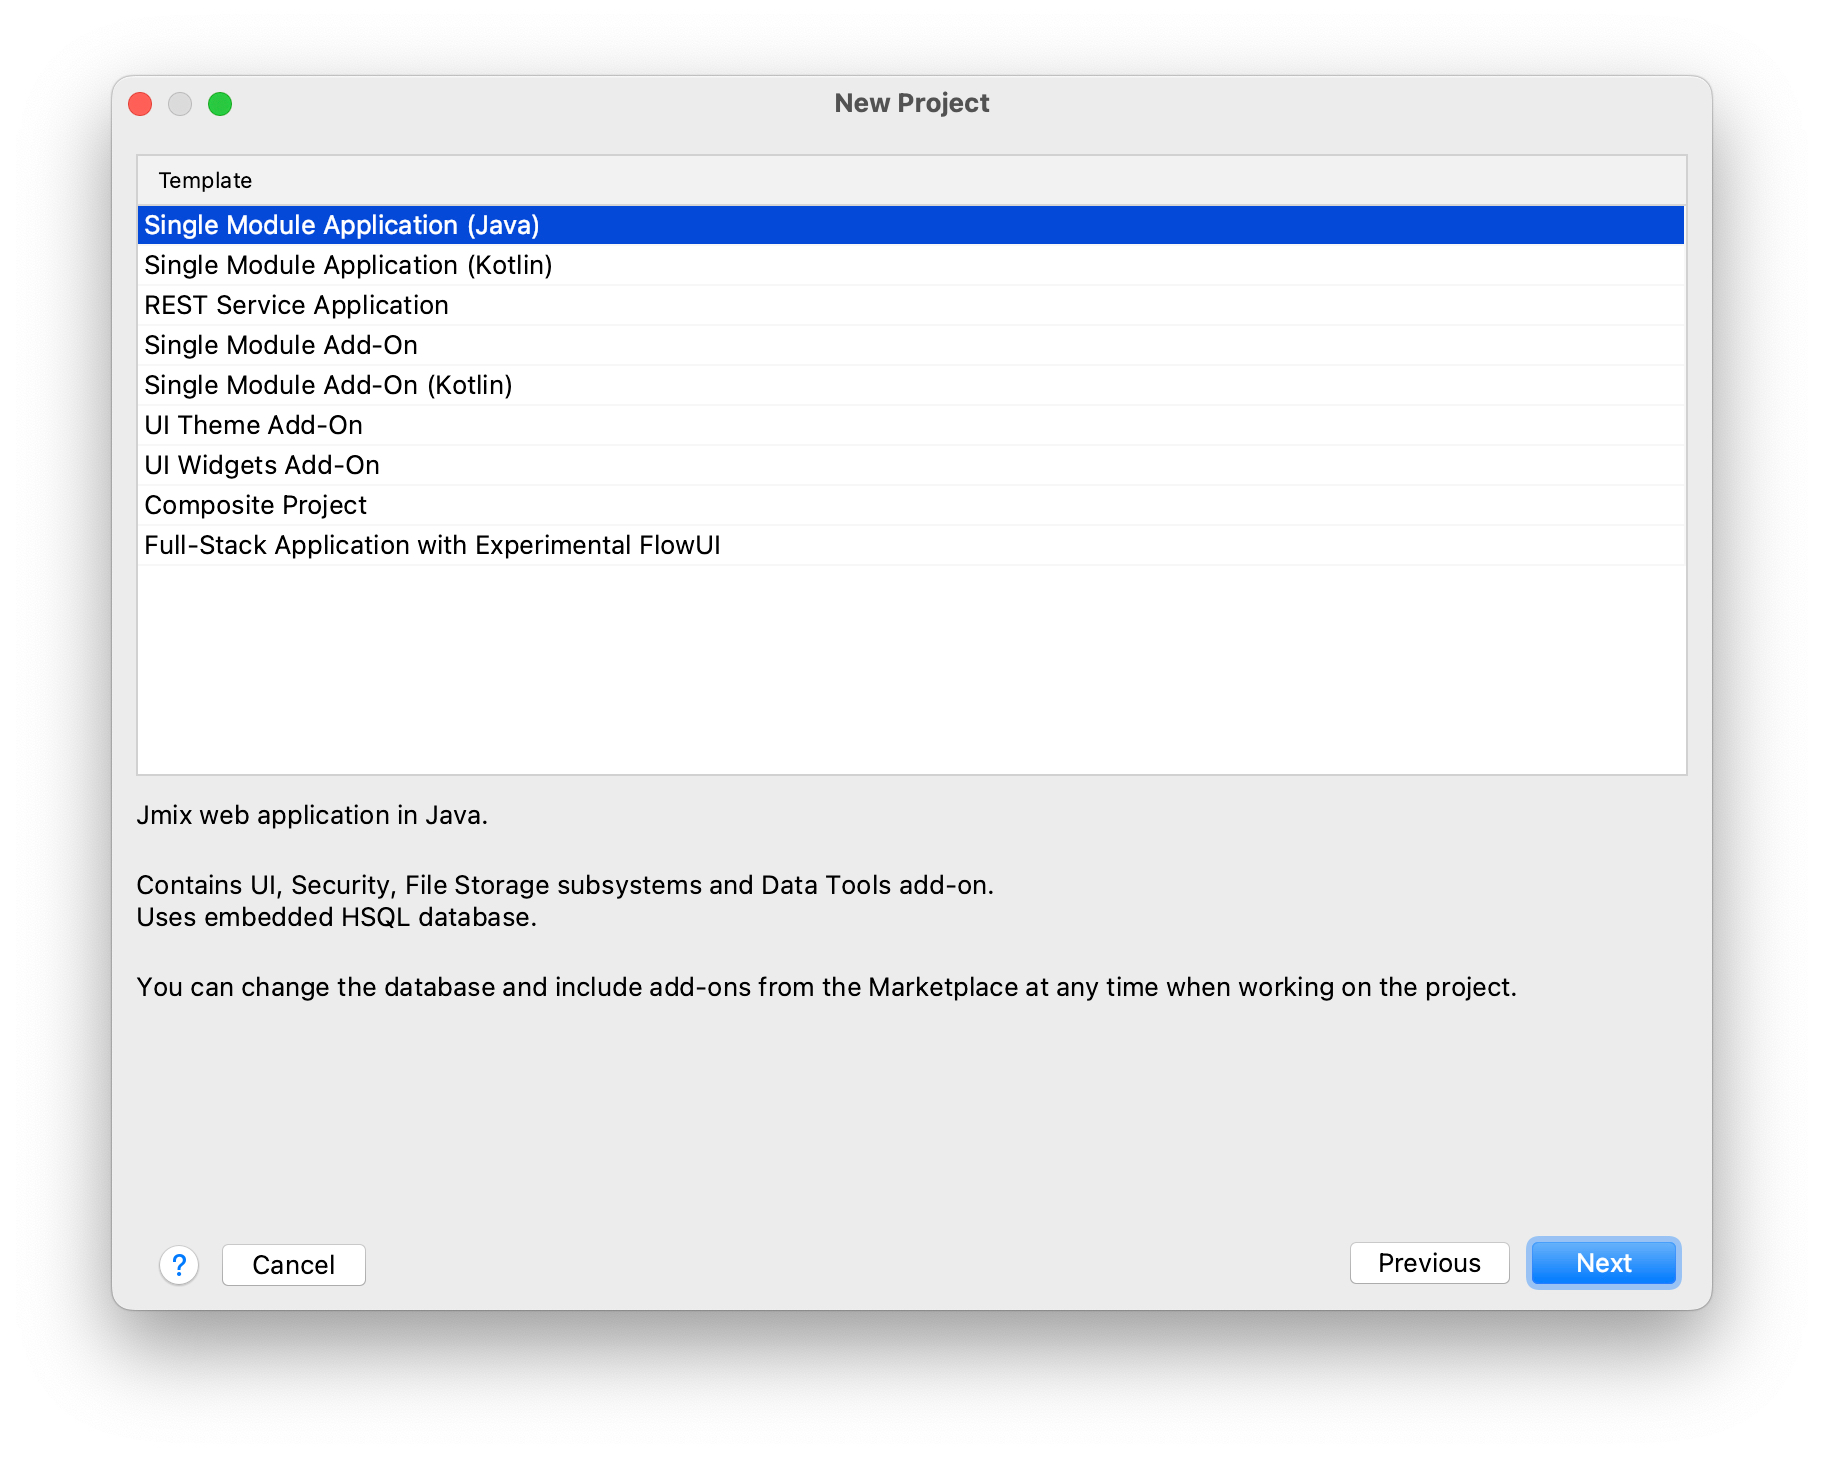 New Project
Template
Single Module Application (Java)
Single Module Application (Kotlin)
REST Service Application
Single Module Add-On
Single Module Add-On (Kotlin)
UI Theme Add-On
UI Widgets Add-On
Composite Project
Full-Stack Application with Experimental FlowUI
Jmix web application in Java.
Contains UI, Security, File Storage subsystems and Data Tools add-on.
Uses embedded HSQL database.
You can change the database and include add-ons from the Marketplace at any time when working on the project.
? Cancel Previous Next